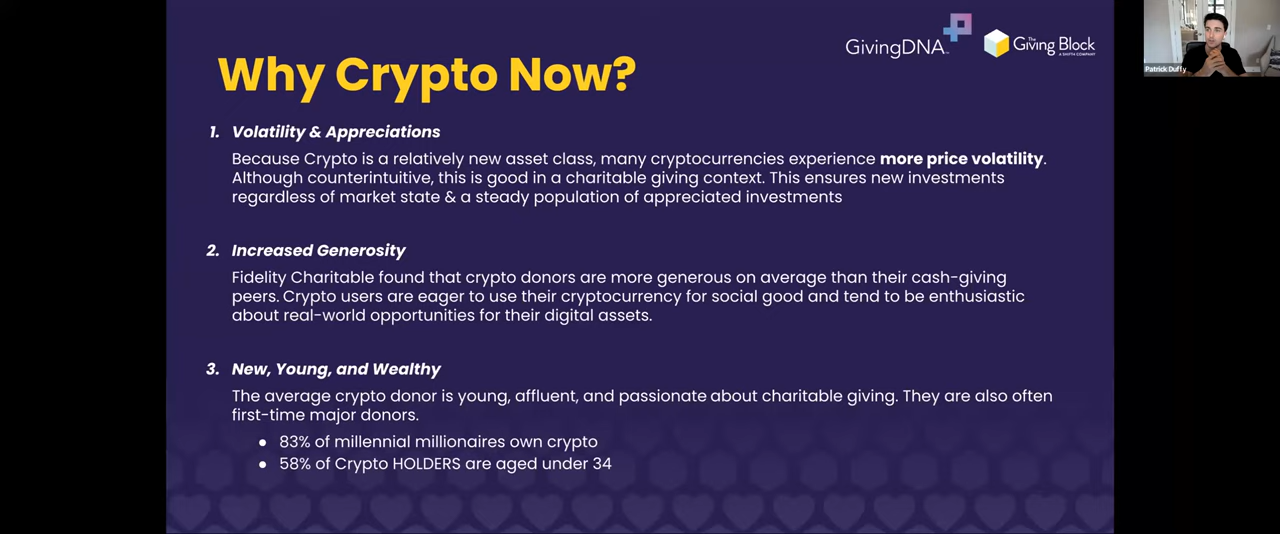 GivingDNA
The
Giving Block
A SHIFT4 COMPANY
Patrick Duffy
Why Crypto Now?
1. Volatility & Appreciations
Because Crypto is a relatively new asset class, many cryptocurrencies experience more price volatility.
Although counterintuitive, this is good in a charitable giving context. This ensures new investments
regardless of market state & a steady population of appreciated investments
2. Increased Generosity
Fidelity Charitable found that crypto donors are more generous on average than their cash-giving
peers. Crypto users are eager to use their cryptocurrency for social good and tend to be enthusiastic
about real-world opportunities for their digital assets.
3. New, Young, and Wealthy
The average crypto donor is young, affluent, and passionate about charitable giving. They are also often
first-time major donors.
● 83% of millennial millionaires own crypto
● 58% of Crypto HOLDERS are aged under 34